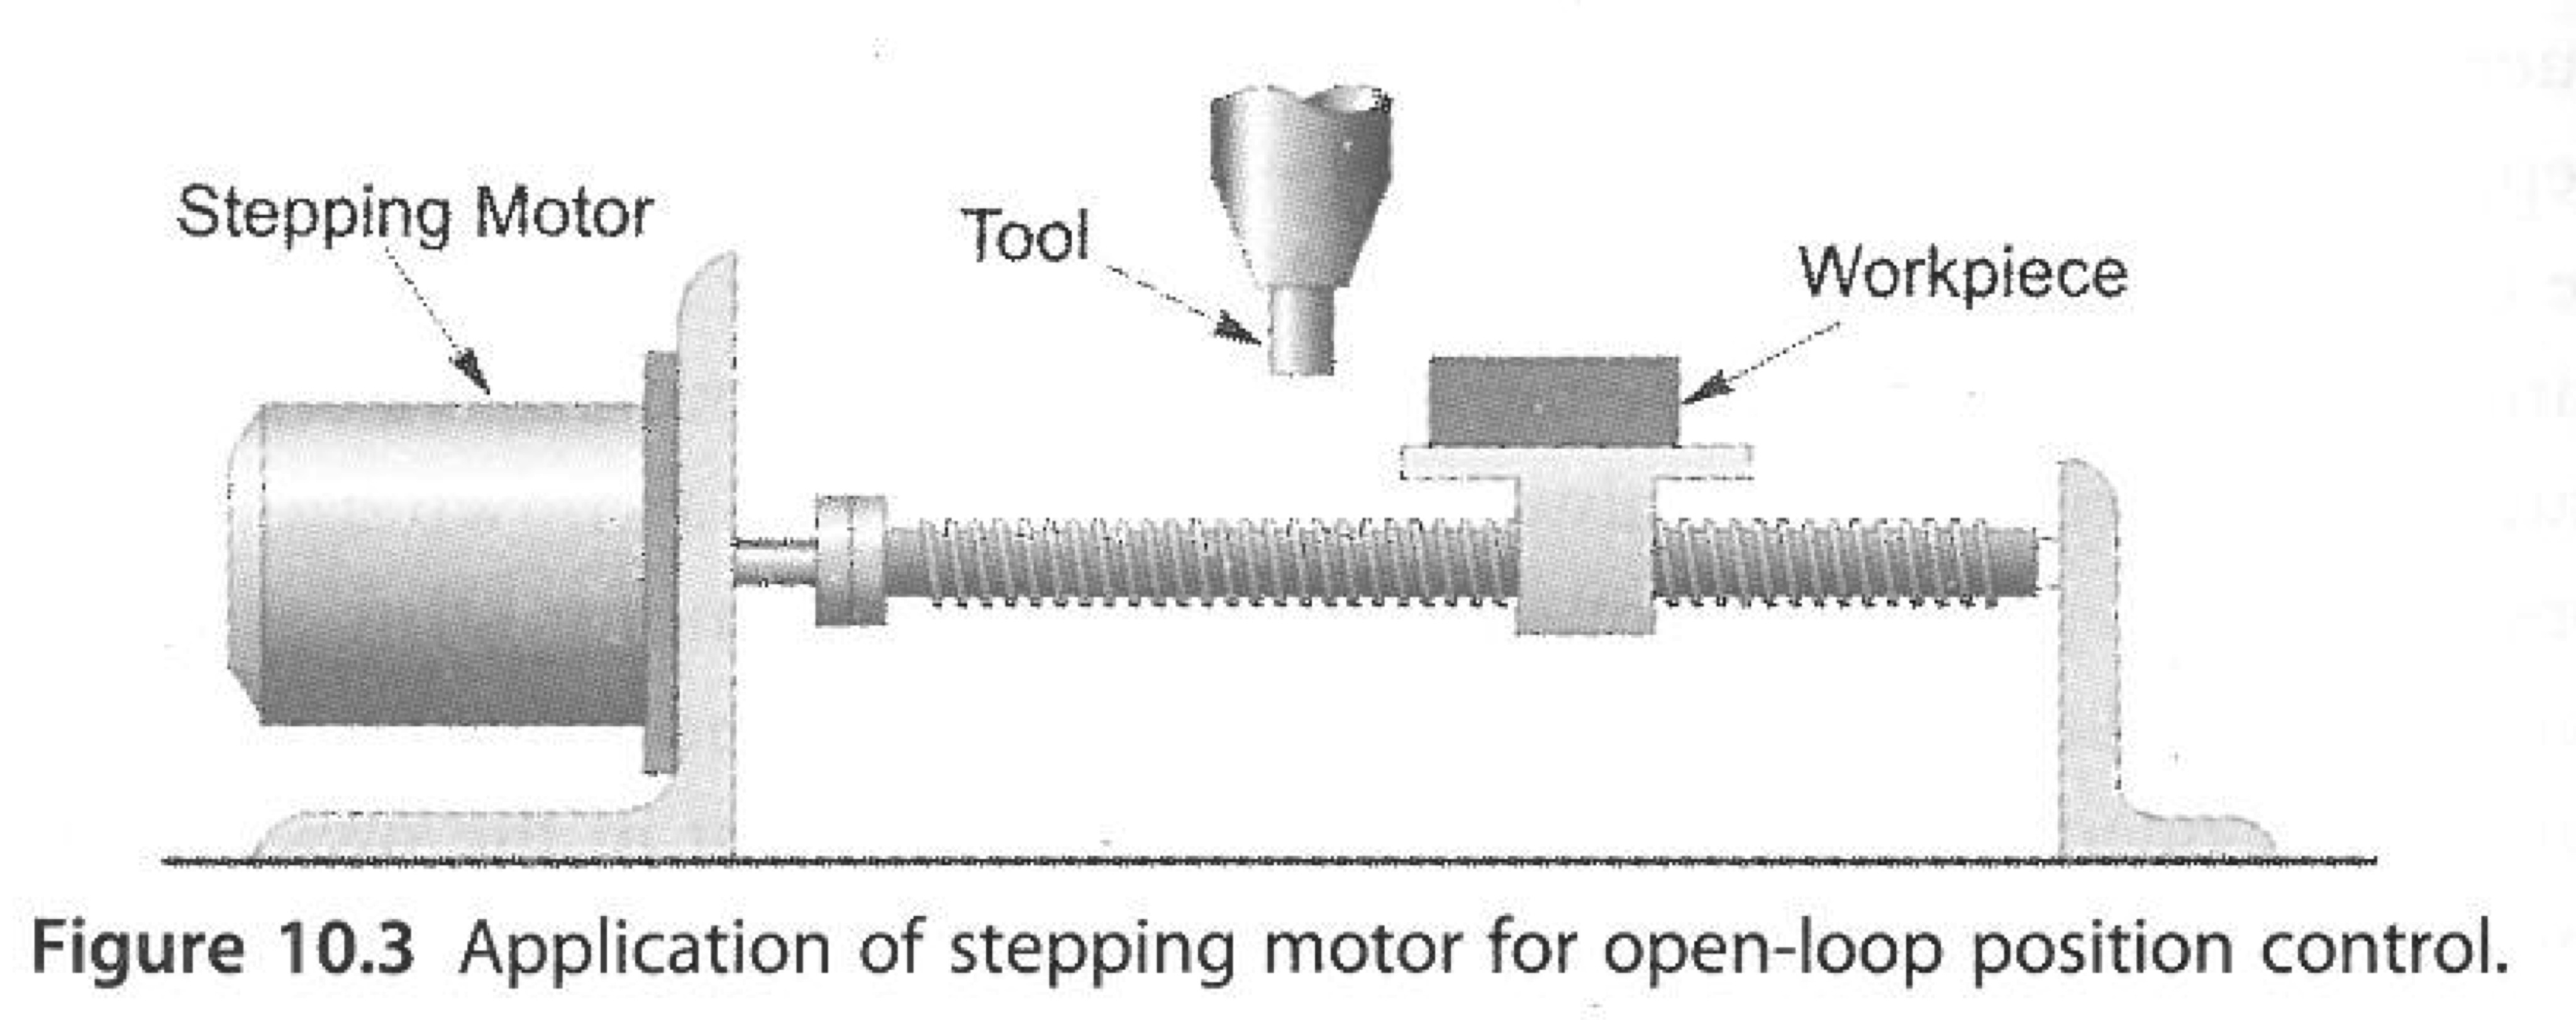 Stepping Motor
Tool
Workpiece
Figure 10.3 Application of stepping motor for open-loop position control.